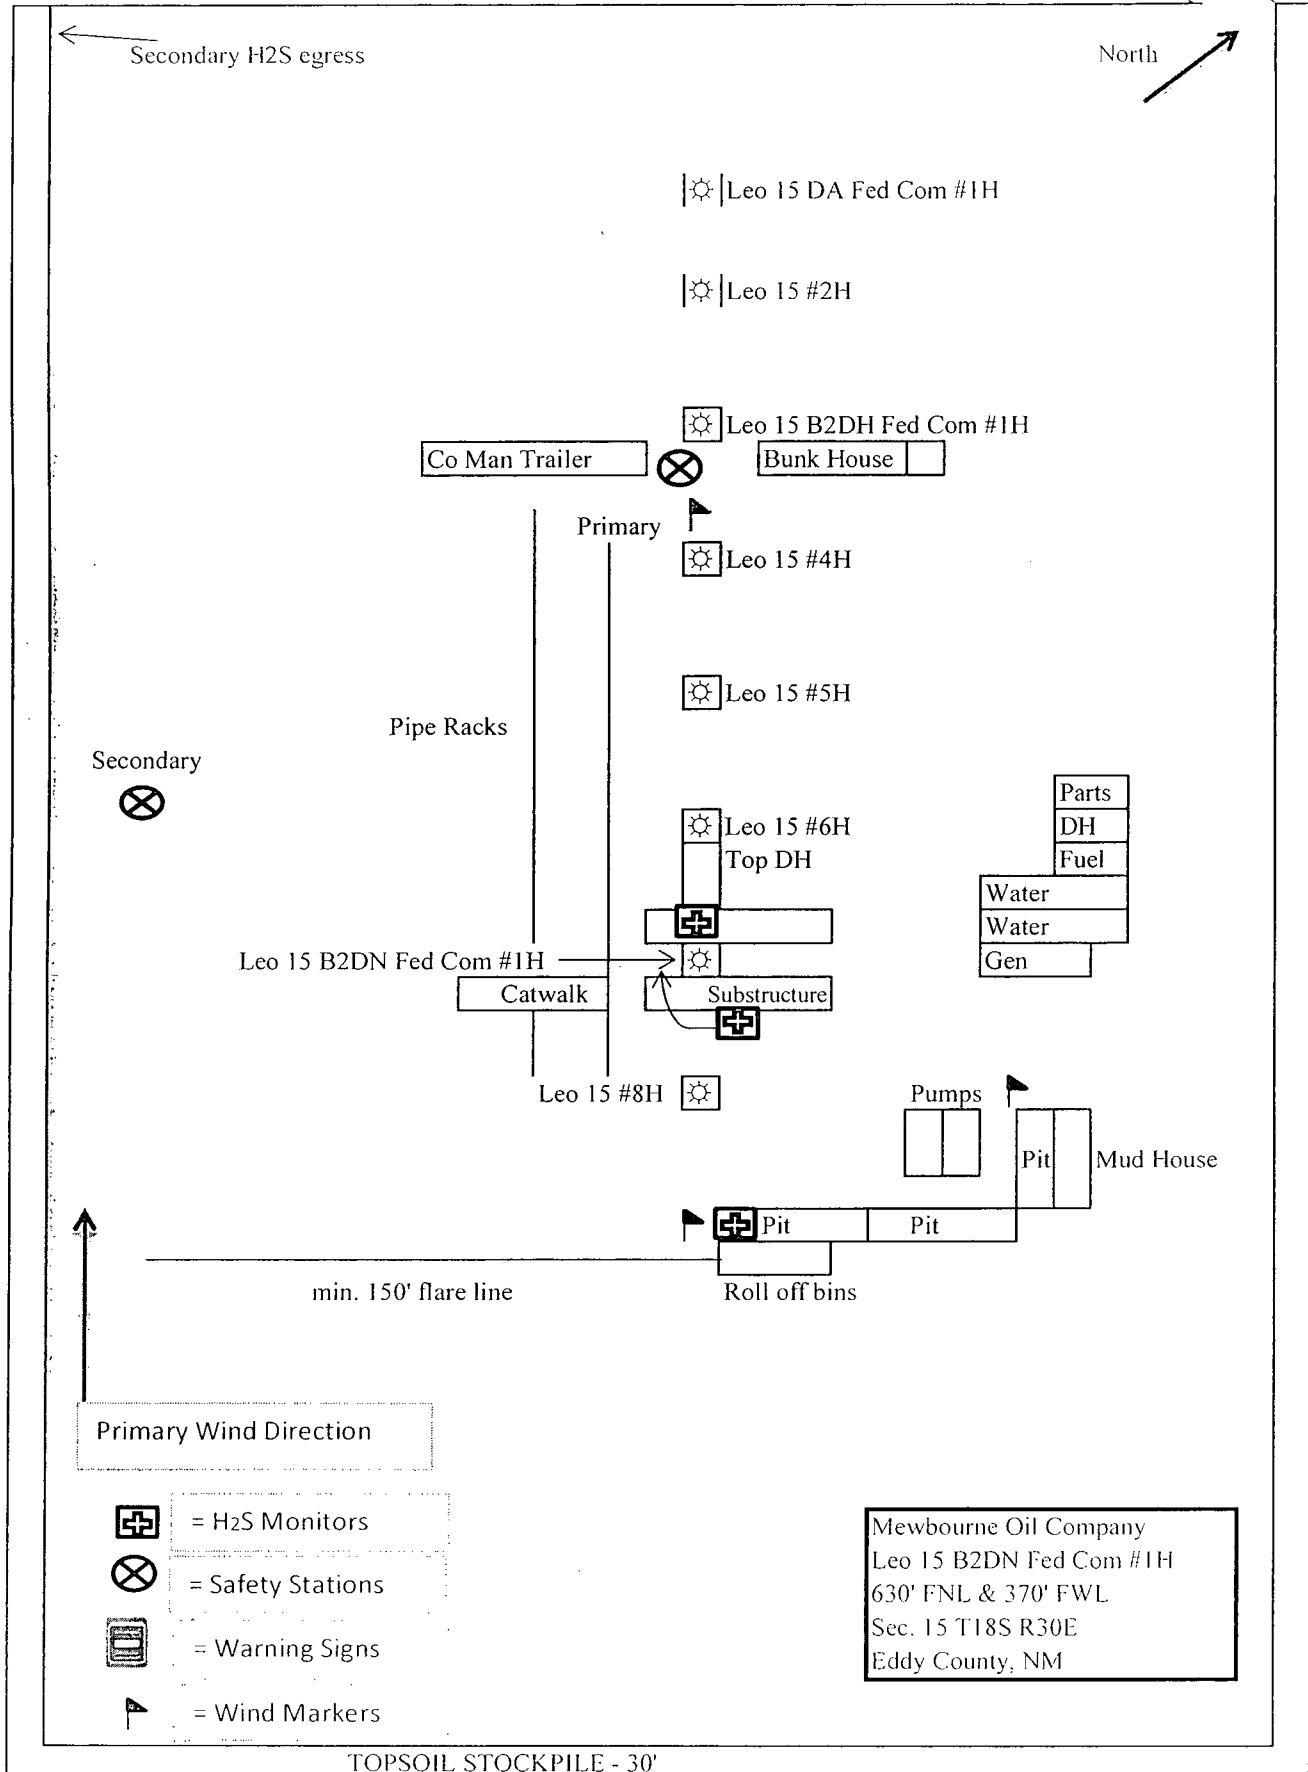 Secondary H2S egress
North
Leo 15 DA Fed Com #1H
Leo 15 #2H
Leo 15 B2DH Fed Com #1H
Co Man Trailer
Bunk House
Primary
Leo 15 #4H
Leo 15 #5H
Pipe Racks
Secondary
Parts
Leo 15 #6H
DH
Top DH
Fuel
Water
Water
Leo 15 B2DN Fed Com #1H
Gen
Catwalk
Substructure
Leo 15 #8H
Pumps
Pit
Mud House
Pit
Pit
min. 150' flare line
Roll off bins
Primary Wind Direction
= H2S Monitors
= Safety Stations
= Warning Signs
= Wind Markers
Mewbourne Oil Company
Leo 15 B2DN Fed Com #1H
630' FNL & 370' FWL
Sec. 15 T18S R30E
Eddy County, NM
TOPSOIL STOCKPILE - 30'